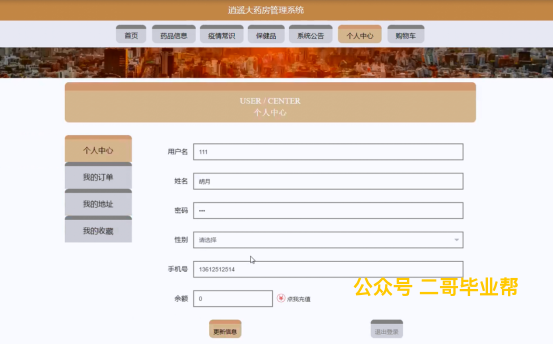 逍遥大药房管理系统
首页 药品信息 疫情常识 保健品 系统公告 个人中心 购物车
USER / CENTER
个人中心
个人中心
我的订单
我的地址
我的收藏
用户名 111
姓名 胡月
密码 •••
性别 请选择
手机号 13612512514
余额 0 点我充值
公众号 二哥毕业帮
更新信息 退出登录